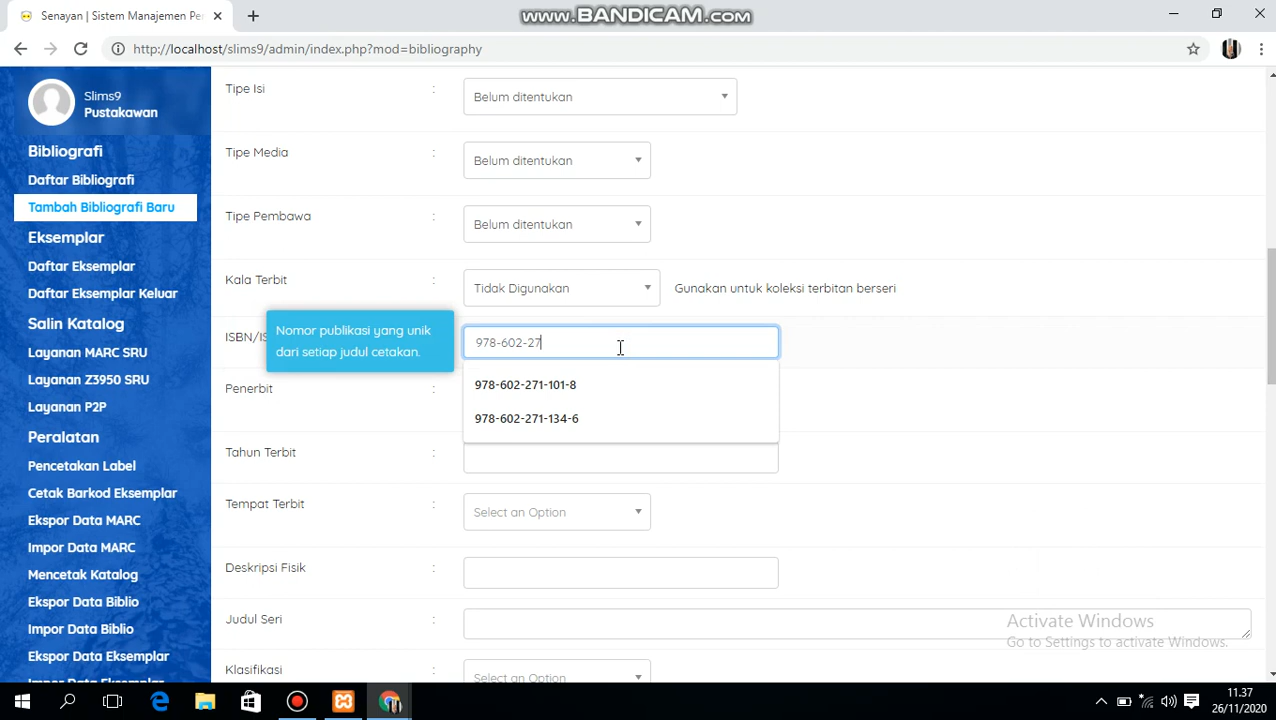 Senayan | Sistem Manajemen Pe
www.BANDICAM.com
http://localhost/slims9/admin/index.php?mod=bibliography
Slims9
Pustakawan
Bibliografi
Daftar Bibliografi
Tambah Bibliografi Baru
Eksemplar
Daftar Eksemplar
Daftar Eksemplar Keluar
Salin Katalog
Layanan MARC SRU
Layanan Z3950 SRU
Layanan P2P
Peralatan
Pencetakan Label
Cetak Barkod Eksemplar
Ekspor Data MARC
Impor Data MARC
Mencetak Katalog
Ekspor Data Biblio
Impor Data Biblio
Ekspor Data Eksemplar
Impor Data Eksemplar
Tipe Isi : Belum ditentukan
Tipe Media : Belum ditentukan
Tipe Pembawa : Belum ditentukan
Kala Terbit : Tidak Digunakan Gunakan untuk koleksi terbitan berseri
Nomor publikasi yang unik
dari setiap judul cetakan.
ISBN/IS 978-602-27
978-602-271-101-8
978-602-271-134-6
Penerbit :
Tahun Terbit :
Tempat Terbit : Select an Option
Deskripsi Fisik :
Judul Seri :
Klasifikasi : Select an Option
Activate Windows
Go to Settings to activate Windows.
11.37
26/11/2020